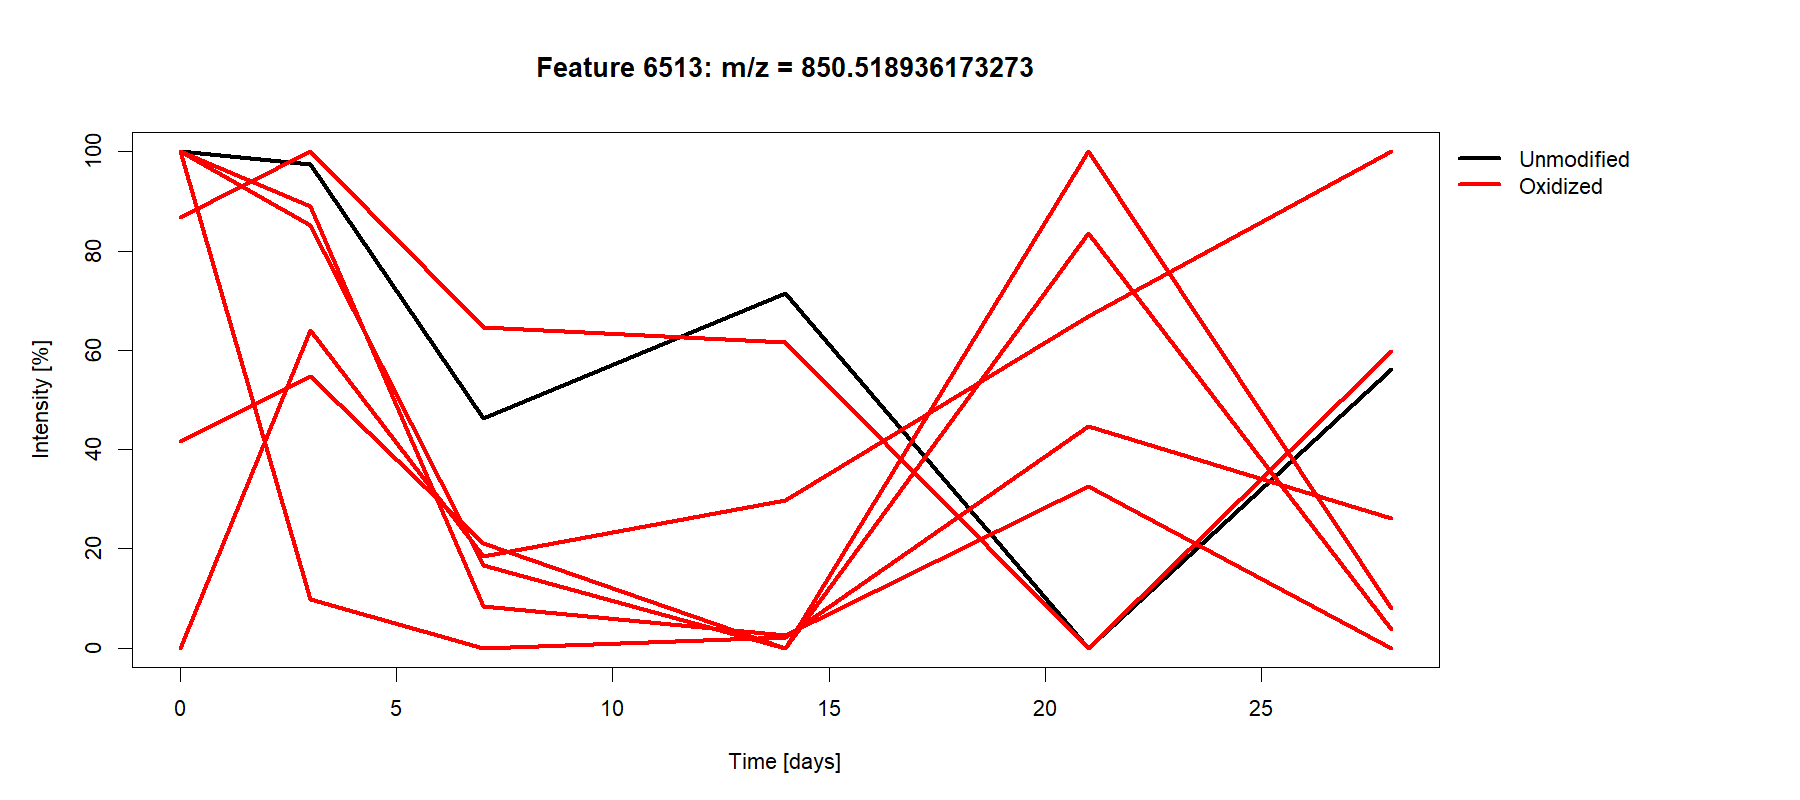 Feature 6513: m/z = 850.518936173273
Unmodified
Oxidized
Intensity [%]
100
80
60
40
20
0
0 5 10 15 20 25
Time [days]